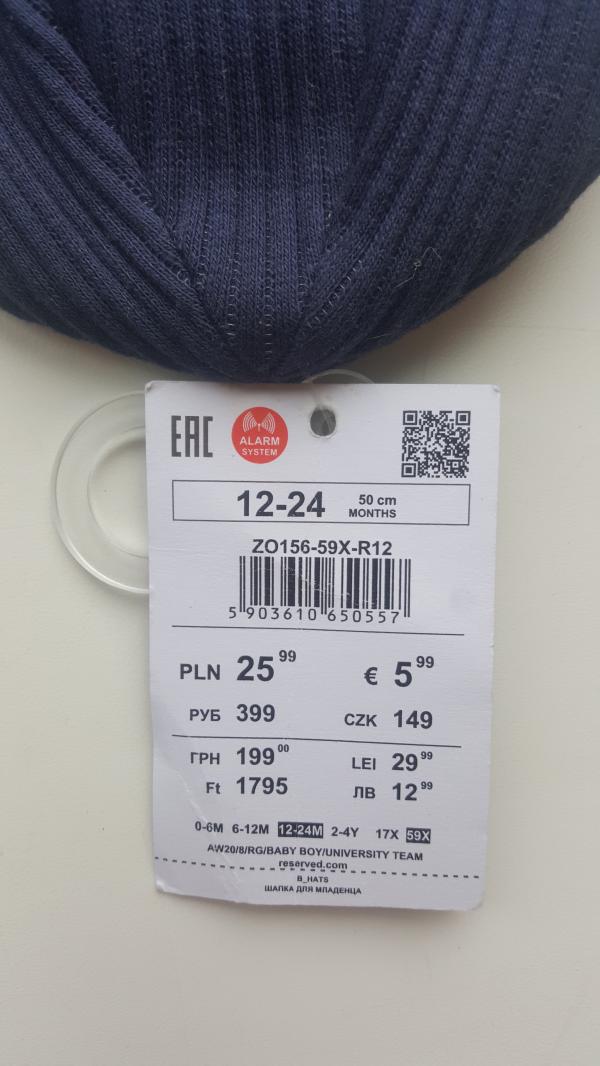 EAC
ALARM
SYSTEM
12-24 50 cm
MONTHS
ZO156-59X-R12
5 903610 650557
PLN 25 99 € 5 99
РУБ 399 CZK 149
ГРН 199 00 LEI 29 99
Ft 1795 ЛВ 12 99
0-6M 6-12M 12-24M 2-4Y 17X 59X
AW20/8/RG/BABY BOY/UNIVERSITY TEAM
reserved.com
B_HATS
ШАПКА ДЛЯ МЛАДЕНЦА